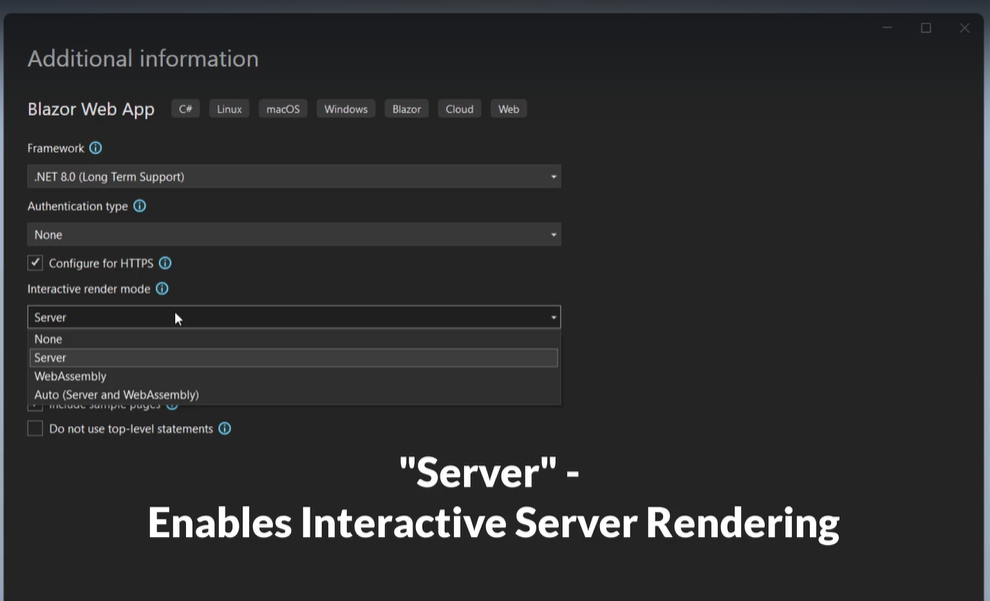 Additional information
Blazor Web App C# Linux macOS Windows Blazor Cloud Web
Framework
.NET 8.0 (Long Term Support)
Authentication type
None
Configure for HTTPS
Interactive render mode
Server
None
Server
WebAssembly
Auto (Server and WebAssembly)
Include sample pages
Do not use top-level statements
"Server" -
Enables Interactive Server Rendering